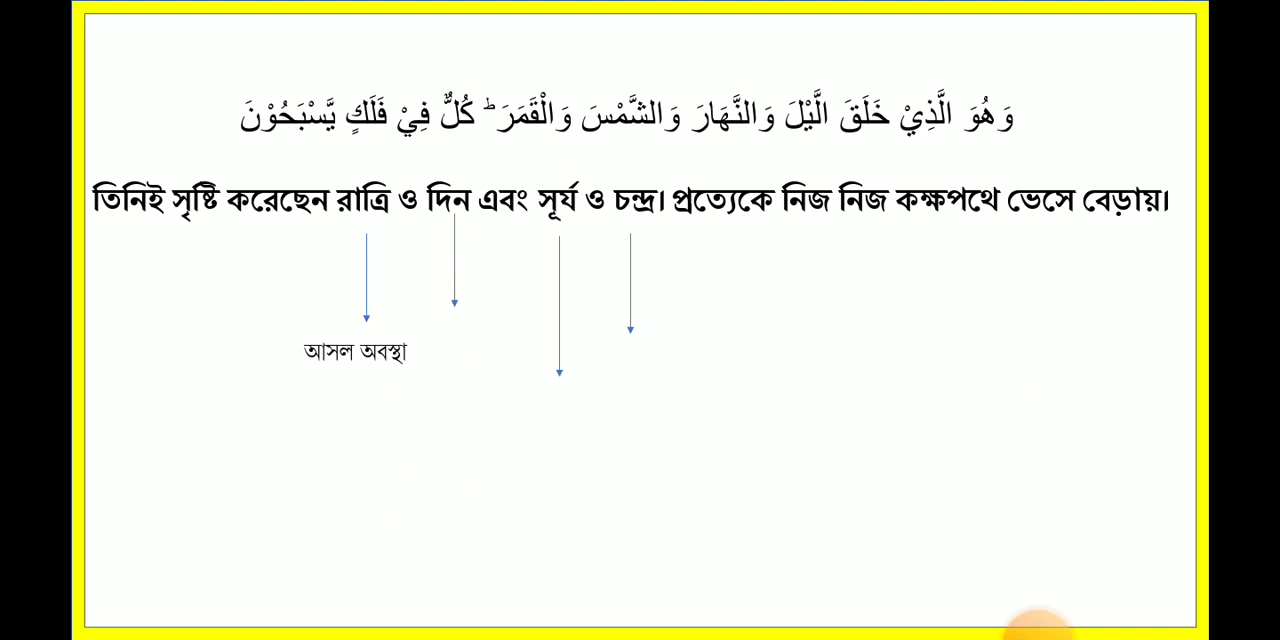 وَهُوَ الَّذِيْ خَلَقَ الَّيْلَ وَالنَّهَارَ وَالشَّمْسَ وَالْقَمَرَ ؕ كُلٌّ فِيْ فَلَكٍ يَّسْبَحُوْنَ
তিনিই সৃষ্টি করেছেন রাত্রি ও দিন এবং সূর্য ও চন্দ্র। প্রত্যেকে নিজ নিজ কক্ষপথে ভেসে বেড়ায়।
আসল অবস্থা